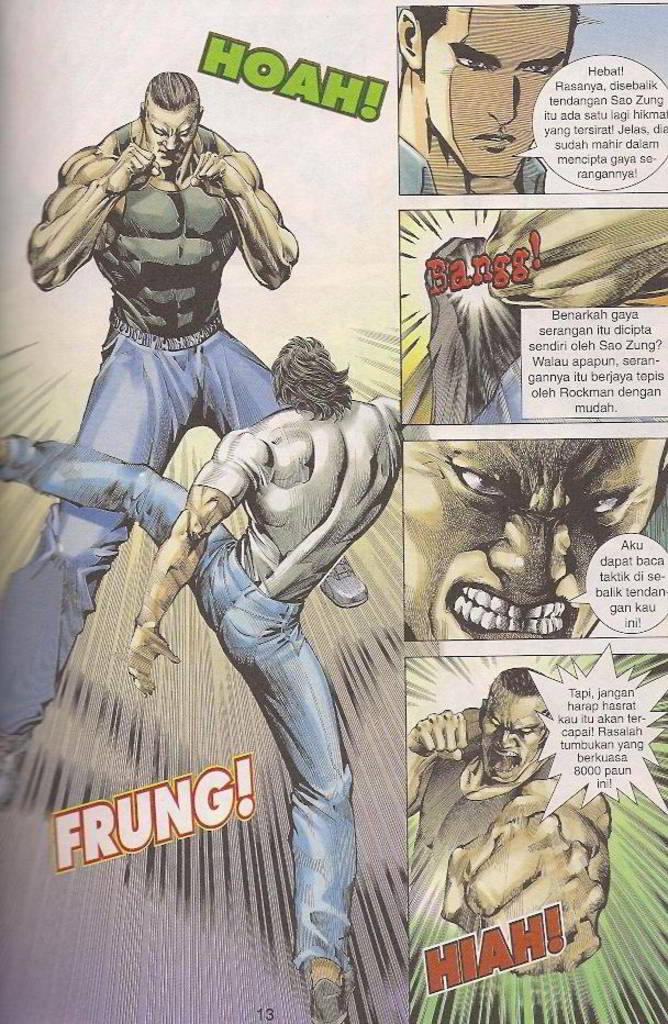 HOAH!
FRUNG!
Hebat!
Rasanya, disebalik
tendangan Sao Zung
itu ada satu lagi hikmat
yang tersirat! Jelas, dia
sudah mahir dalam
mencipta gaya se-
rangannya!
Bangg!
Benarkah gaya
serangan itu dicipta
sendiri oleh Sao Zung?
Walau apapun, seran-
gannya itu berjaya tepis
oleh Rockman dengan
mudah.
Aku
dapat baca
taktik di se-
balik tendan-
gan kau
ini!
Tapi, jangan
harap hasrat
kau itu akan ter-
capai! Rasalah
tumbukan yang
berkuasa
8000 paun
ini!
HIAH!
13